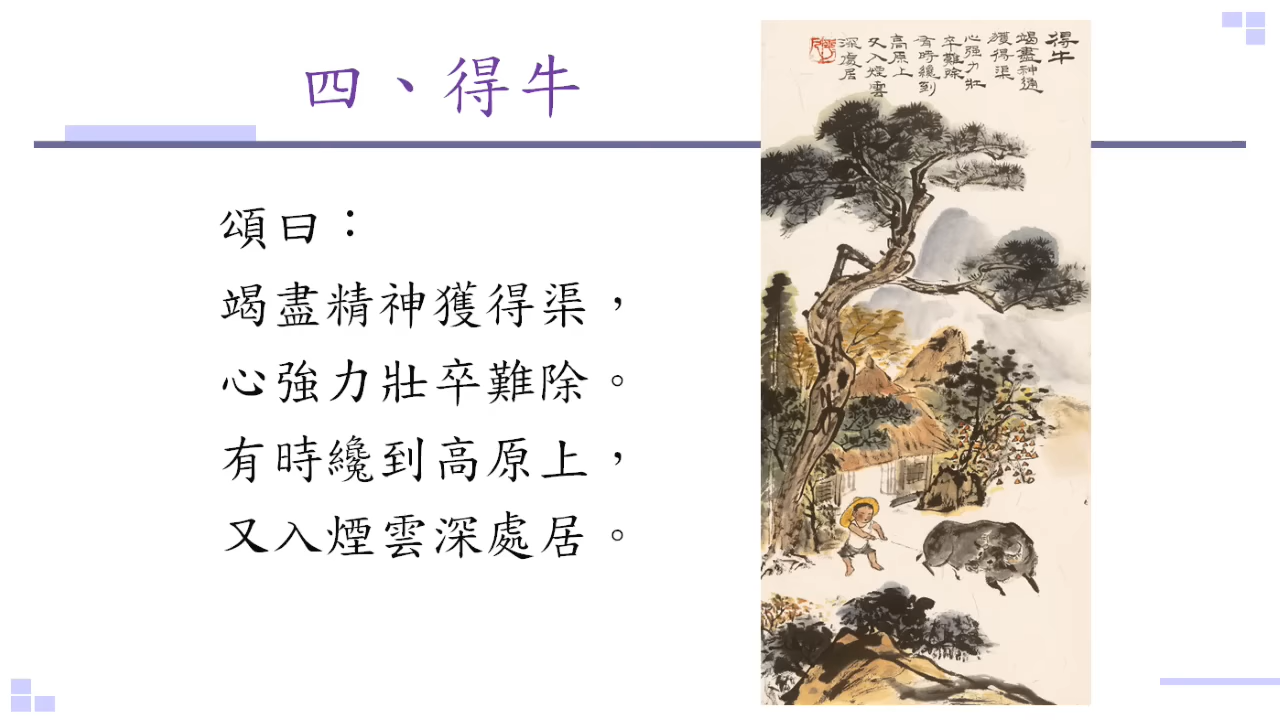 四、得牛
頌曰：
竭盡精神獲得渠，
心強力壯卒難除。
有時纔到高原上，
又入煙雲深處居。
得牛
竭盡神通
獲得渠
心強力壯
卒難除
有時纔到
高原上
又入煙雲
深處居